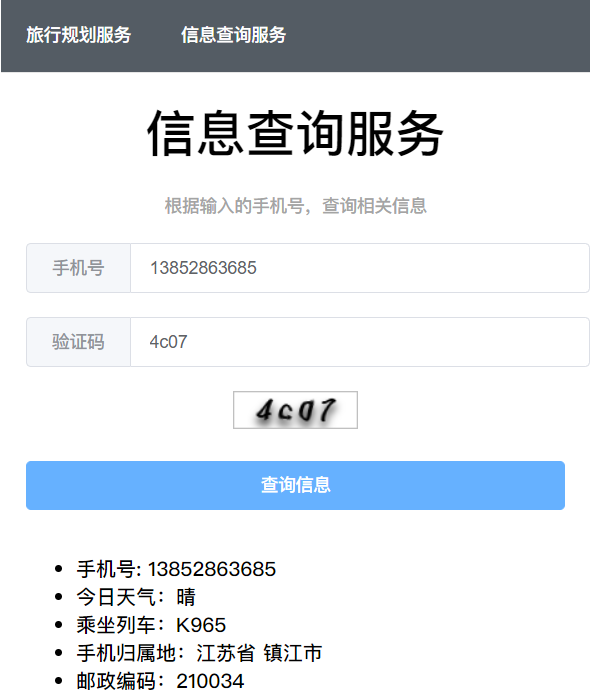 旅行规划服务 信息查询服务
信息查询服务
根据输入的手机号，查询相关信息
手机号 13852863685
验证码 4c07
4c07
查询信息
手机号: 13852863685
今日天气：晴
乘坐列车：K965
手机归属地：江苏省 镇江市
邮政编码：210034